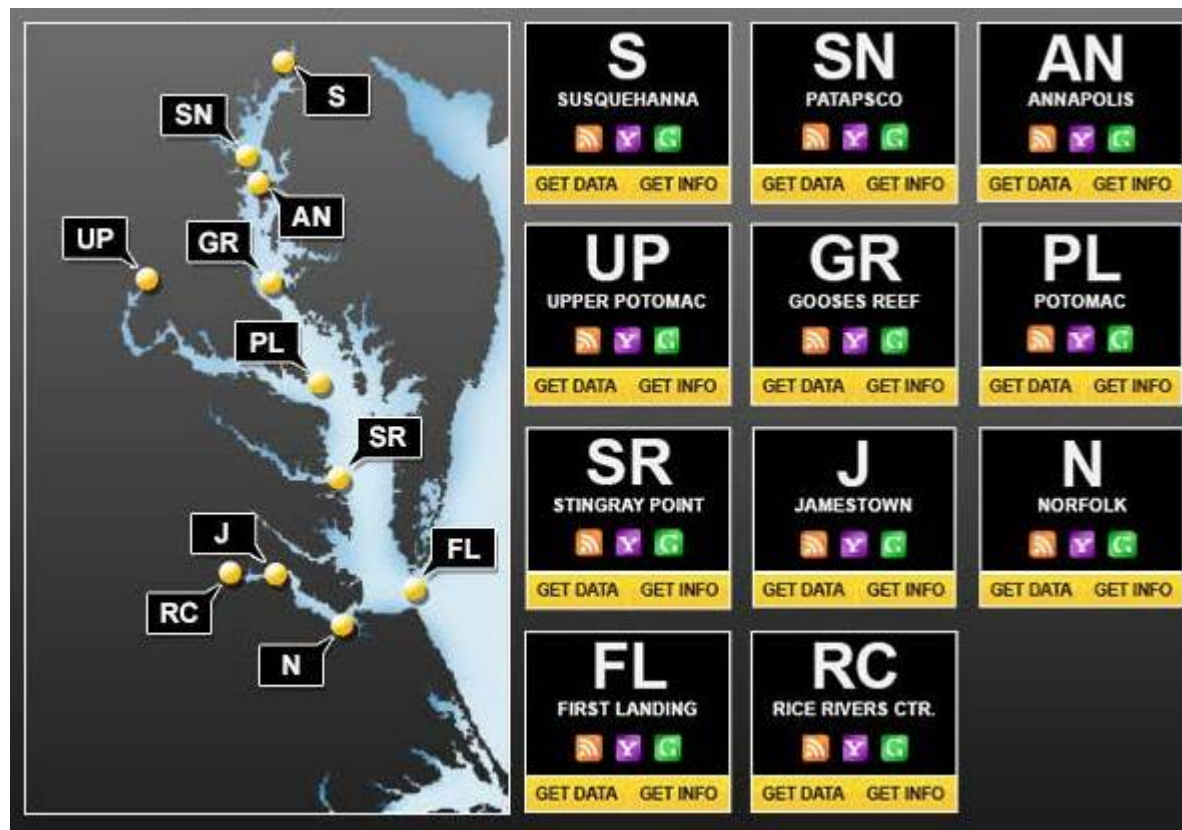 S
SN
AN
UP
GR
PL
SR
J
FL
RC
N
S
SUSQUEHANNA
GET DATA GET INFO
SN
PATAPSCO
GET DATA GET INFO
AN
ANNAPOLIS
GET DATA GET INFO
UP
UPPER POTOMAC
GET DATA GET INFO
GR
GOOSES REEF
GET DATA GET INFO
PL
POTOMAC
GET DATA GET INFO
SR
STINGRAY POINT
GET DATA GET INFO
J
JAMESTOWN
GET DATA GET INFO
N
NORFOLK
GET DATA GET INFO
FL
FIRST LANDING
GET DATA GET INFO
RC
RICE RIVERS CTR.
GET DATA GET INFO